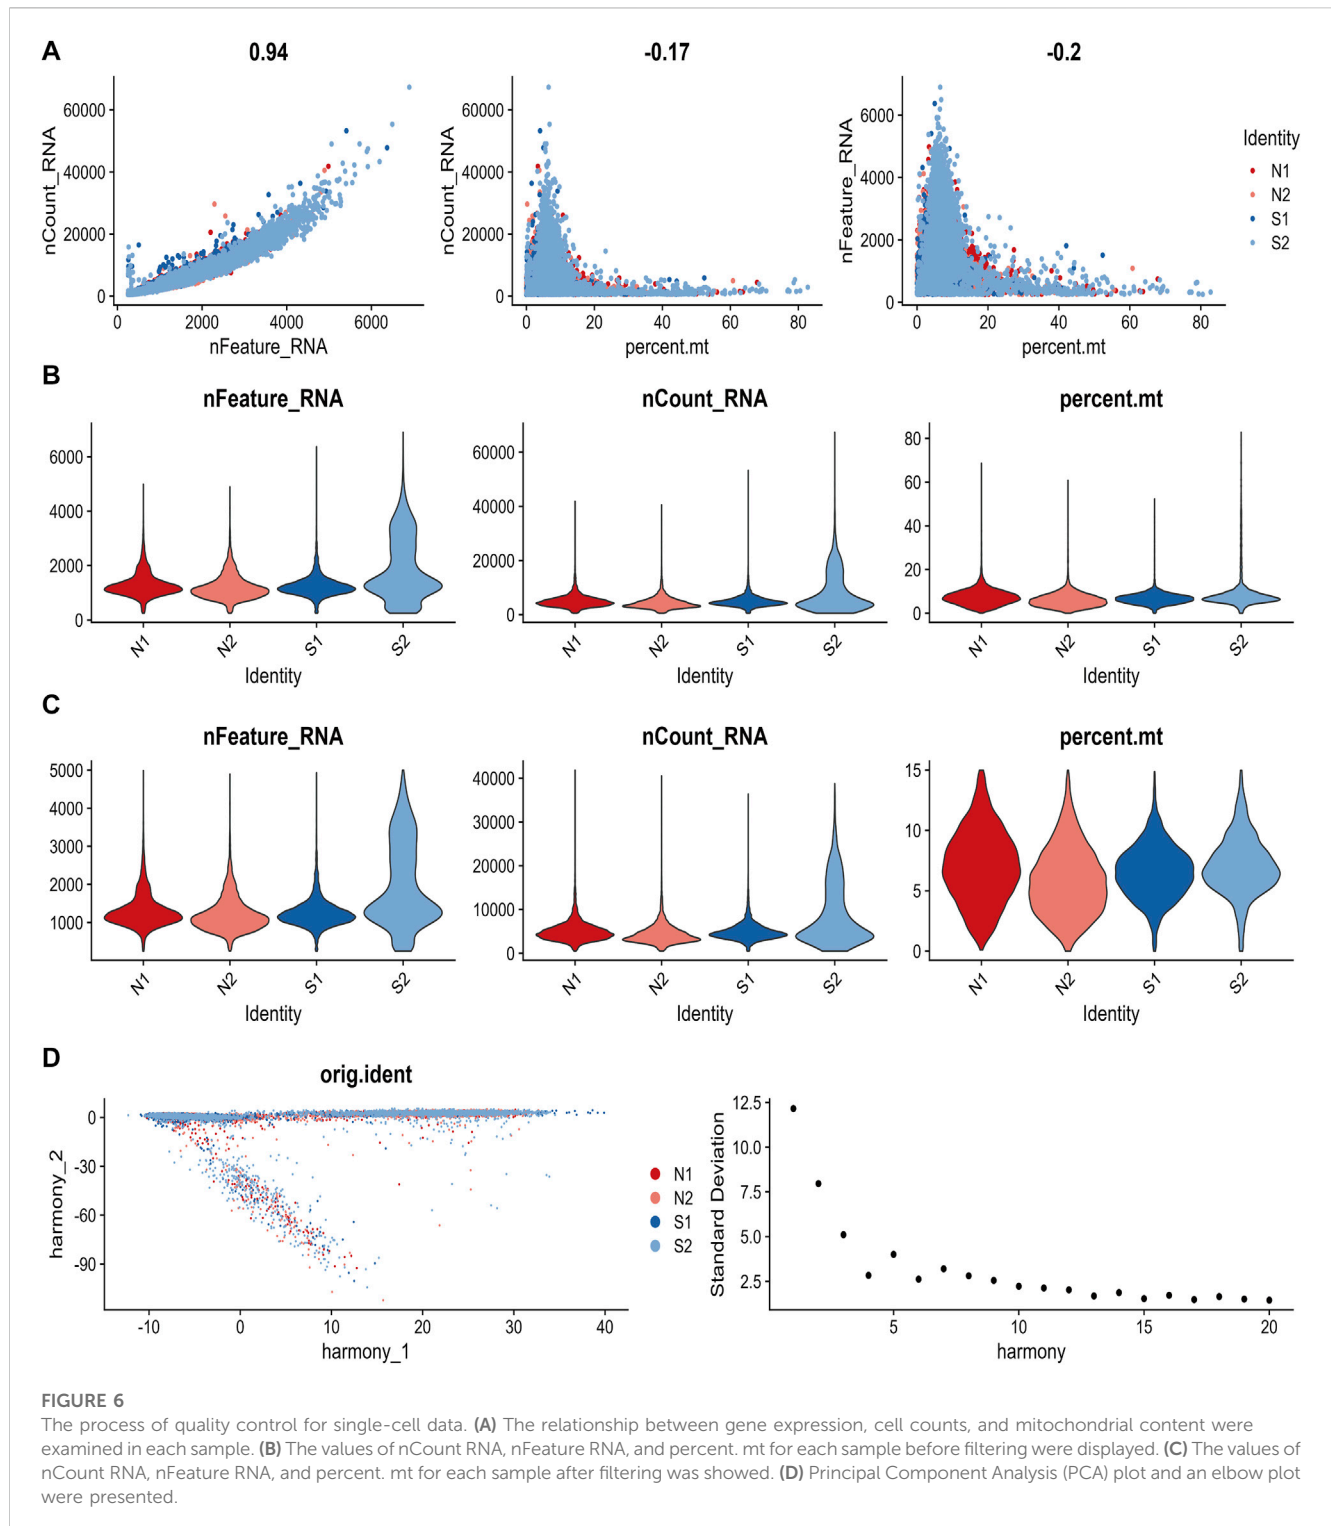 A
0.94
-0.17
-0.2
nCount_RNA
60000
40000
20000
0
0 2000 4000 6000
nFeature_RNA
nCount_RNA
60000
40000
20000
0
0 20 40 60 80
percent.mt
nFeature_RNA
6000
4000
2000
0
0 20 40 60 80
percent.mt
Identity
N1
N2
S1
S2
B
nFeature_RNA
6000
4000
2000
0
N1 N2 S1 S2
Identity
nCount_RNA
60000
40000
20000
0
N1 N2 S1 S2
Identity
percent.mt
80
60
40
20
0
N1 N2 S1 S2
Identity
C
nFeature_RNA
5000
4000
3000
2000
1000
N1 N2 S1 S2
Identity
nCount_RNA
40000
30000
20000
10000
0
N1 N2 S1 S2
Identity
percent.mt
15
10
5
0
N1 N2 S1 S2
Identity
D
orig.ident
harmony_2
0
-30
-60
-90
-10 0 10 20 30 40
harmony_1
N1
N2
S1
S2
Standard Deviation
12.5
10.0
7.5
5.0
2.5
5 10 15 20
harmony
FIGURE 6
The process of quality control for single-cell data. (A) The relationship between gene expression, cell counts, and mitochondrial content were
examined in each sample. (B) The values of nCount RNA, nFeature RNA, and percent. mt for each sample before filtering were displayed. (C) The values of
nCount RNA, nFeature RNA, and percent. mt for each sample after filtering was showed. (D) Principal Component Analysis (PCA) plot and an elbow plot
were presented.